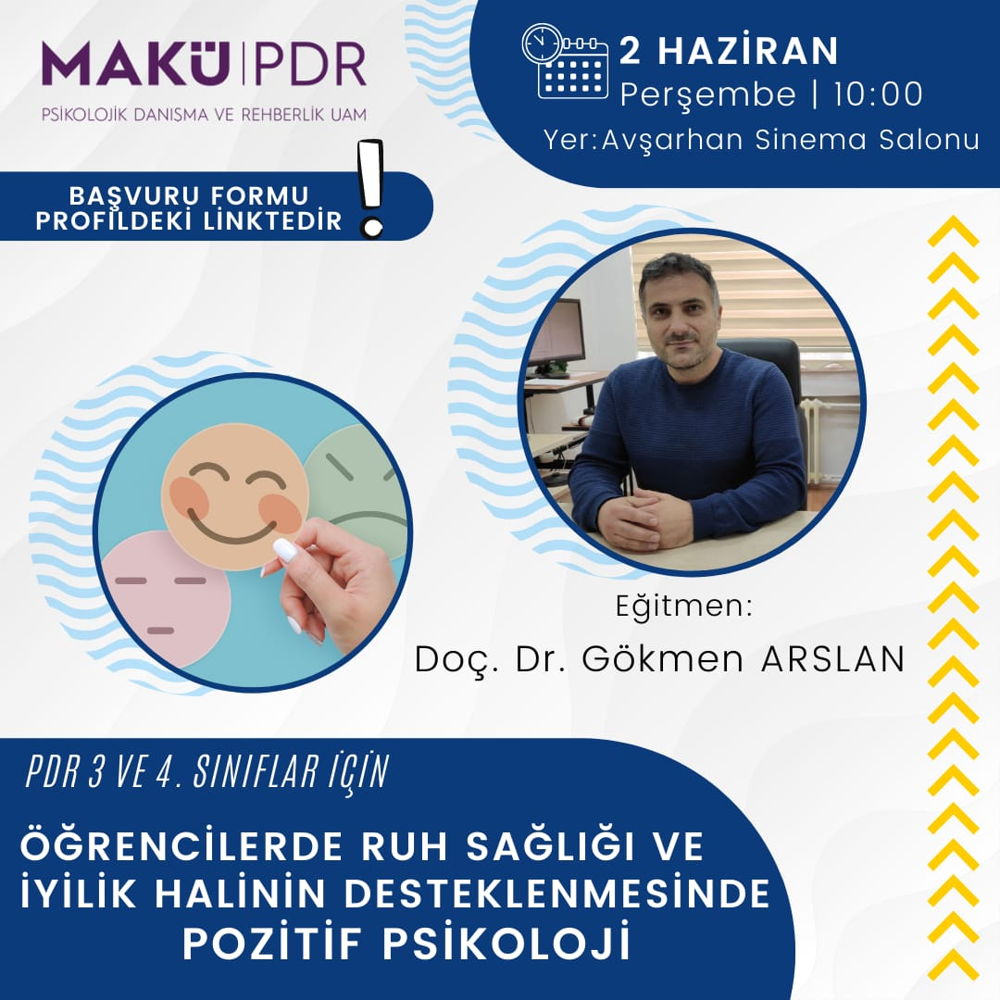 MAKÜ|PDR
PSİKOLOJİK DANIŞMA VE REHBERLİK UAM
2 HAZİRAN
Perşembe | 10:00
Yer:Avşarhan Sinema Salonu
BAŞVURU FORMU
PROFİLDEKİ LİNKTEDİR
!
Eğitmen:
Doç. Dr. Gökmen ARSLAN
PDR 3 VE 4. SINIFLAR İÇİN
ÖĞRENCİLERDE RUH SAĞLIĞI VE
İYİLİK HALİNİN DESTEKLENMESİNDE
POZİTİF PSİKOLOJİ